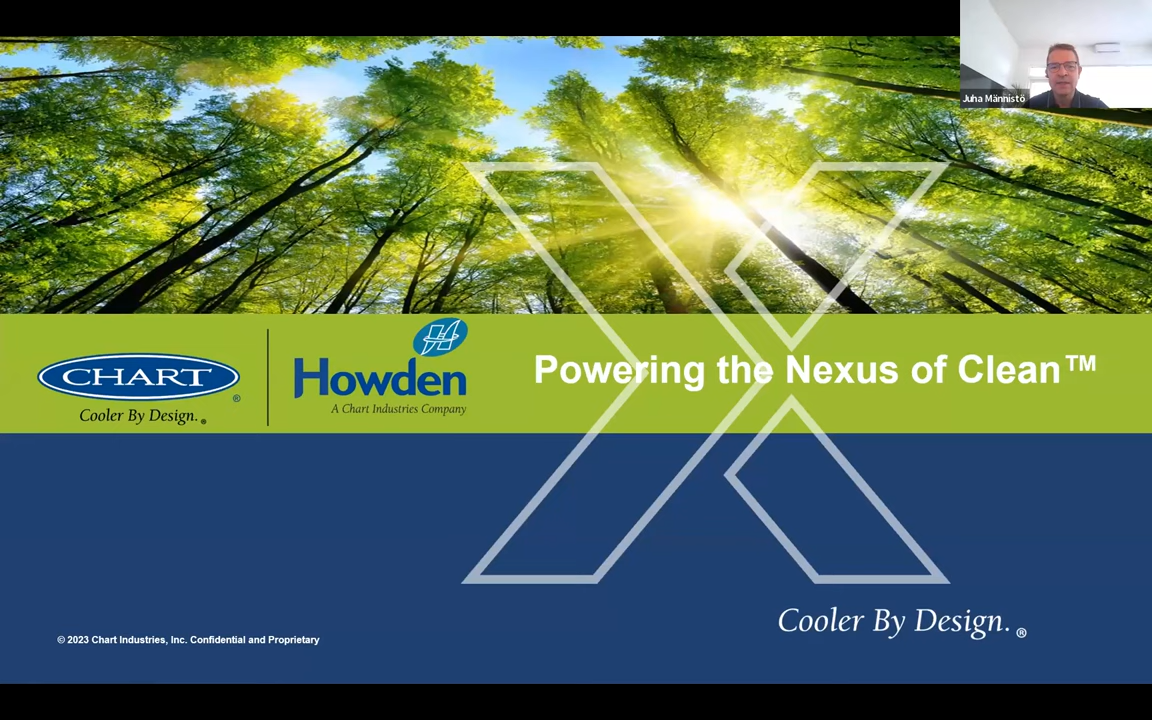 Juha Männistö
CHART®
Cooler By Design.®
Howden
A Chart Industries Company
Powering the Nexus of Clean™
Cooler By Design.®
© 2023 Chart Industries, Inc. Confidential and Proprietary